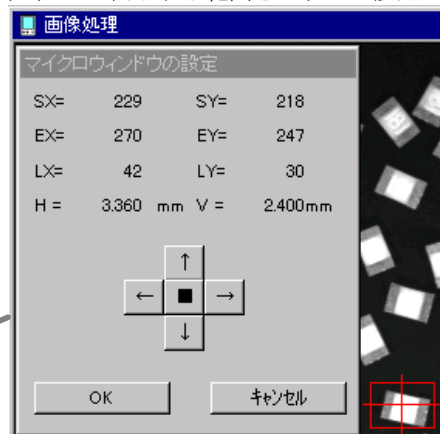 画像処理
マイクロウィンドウの設定
SX= 229 SY= 218
EX= 270 EY= 247
LX= 42 LY= 30
H = 3.360 mm V = 2.400mm
↑
← ■ →
↓
OK キャンセル